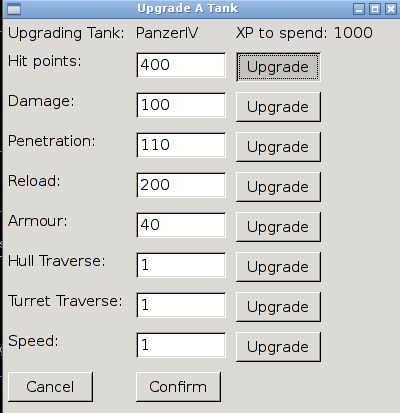 Upgrade A Tank
Upgrading Tank: PanzerIV XP to spend: 1000
Hit points: 400 Upgrade
Damage: 100 Upgrade
Penetration: 110 Upgrade
Reload: 200 Upgrade
Armour: 40 Upgrade
Hull Traverse: 1 Upgrade
Turret Traverse: 1 Upgrade
Speed: 1 Upgrade
Cancel Confirm